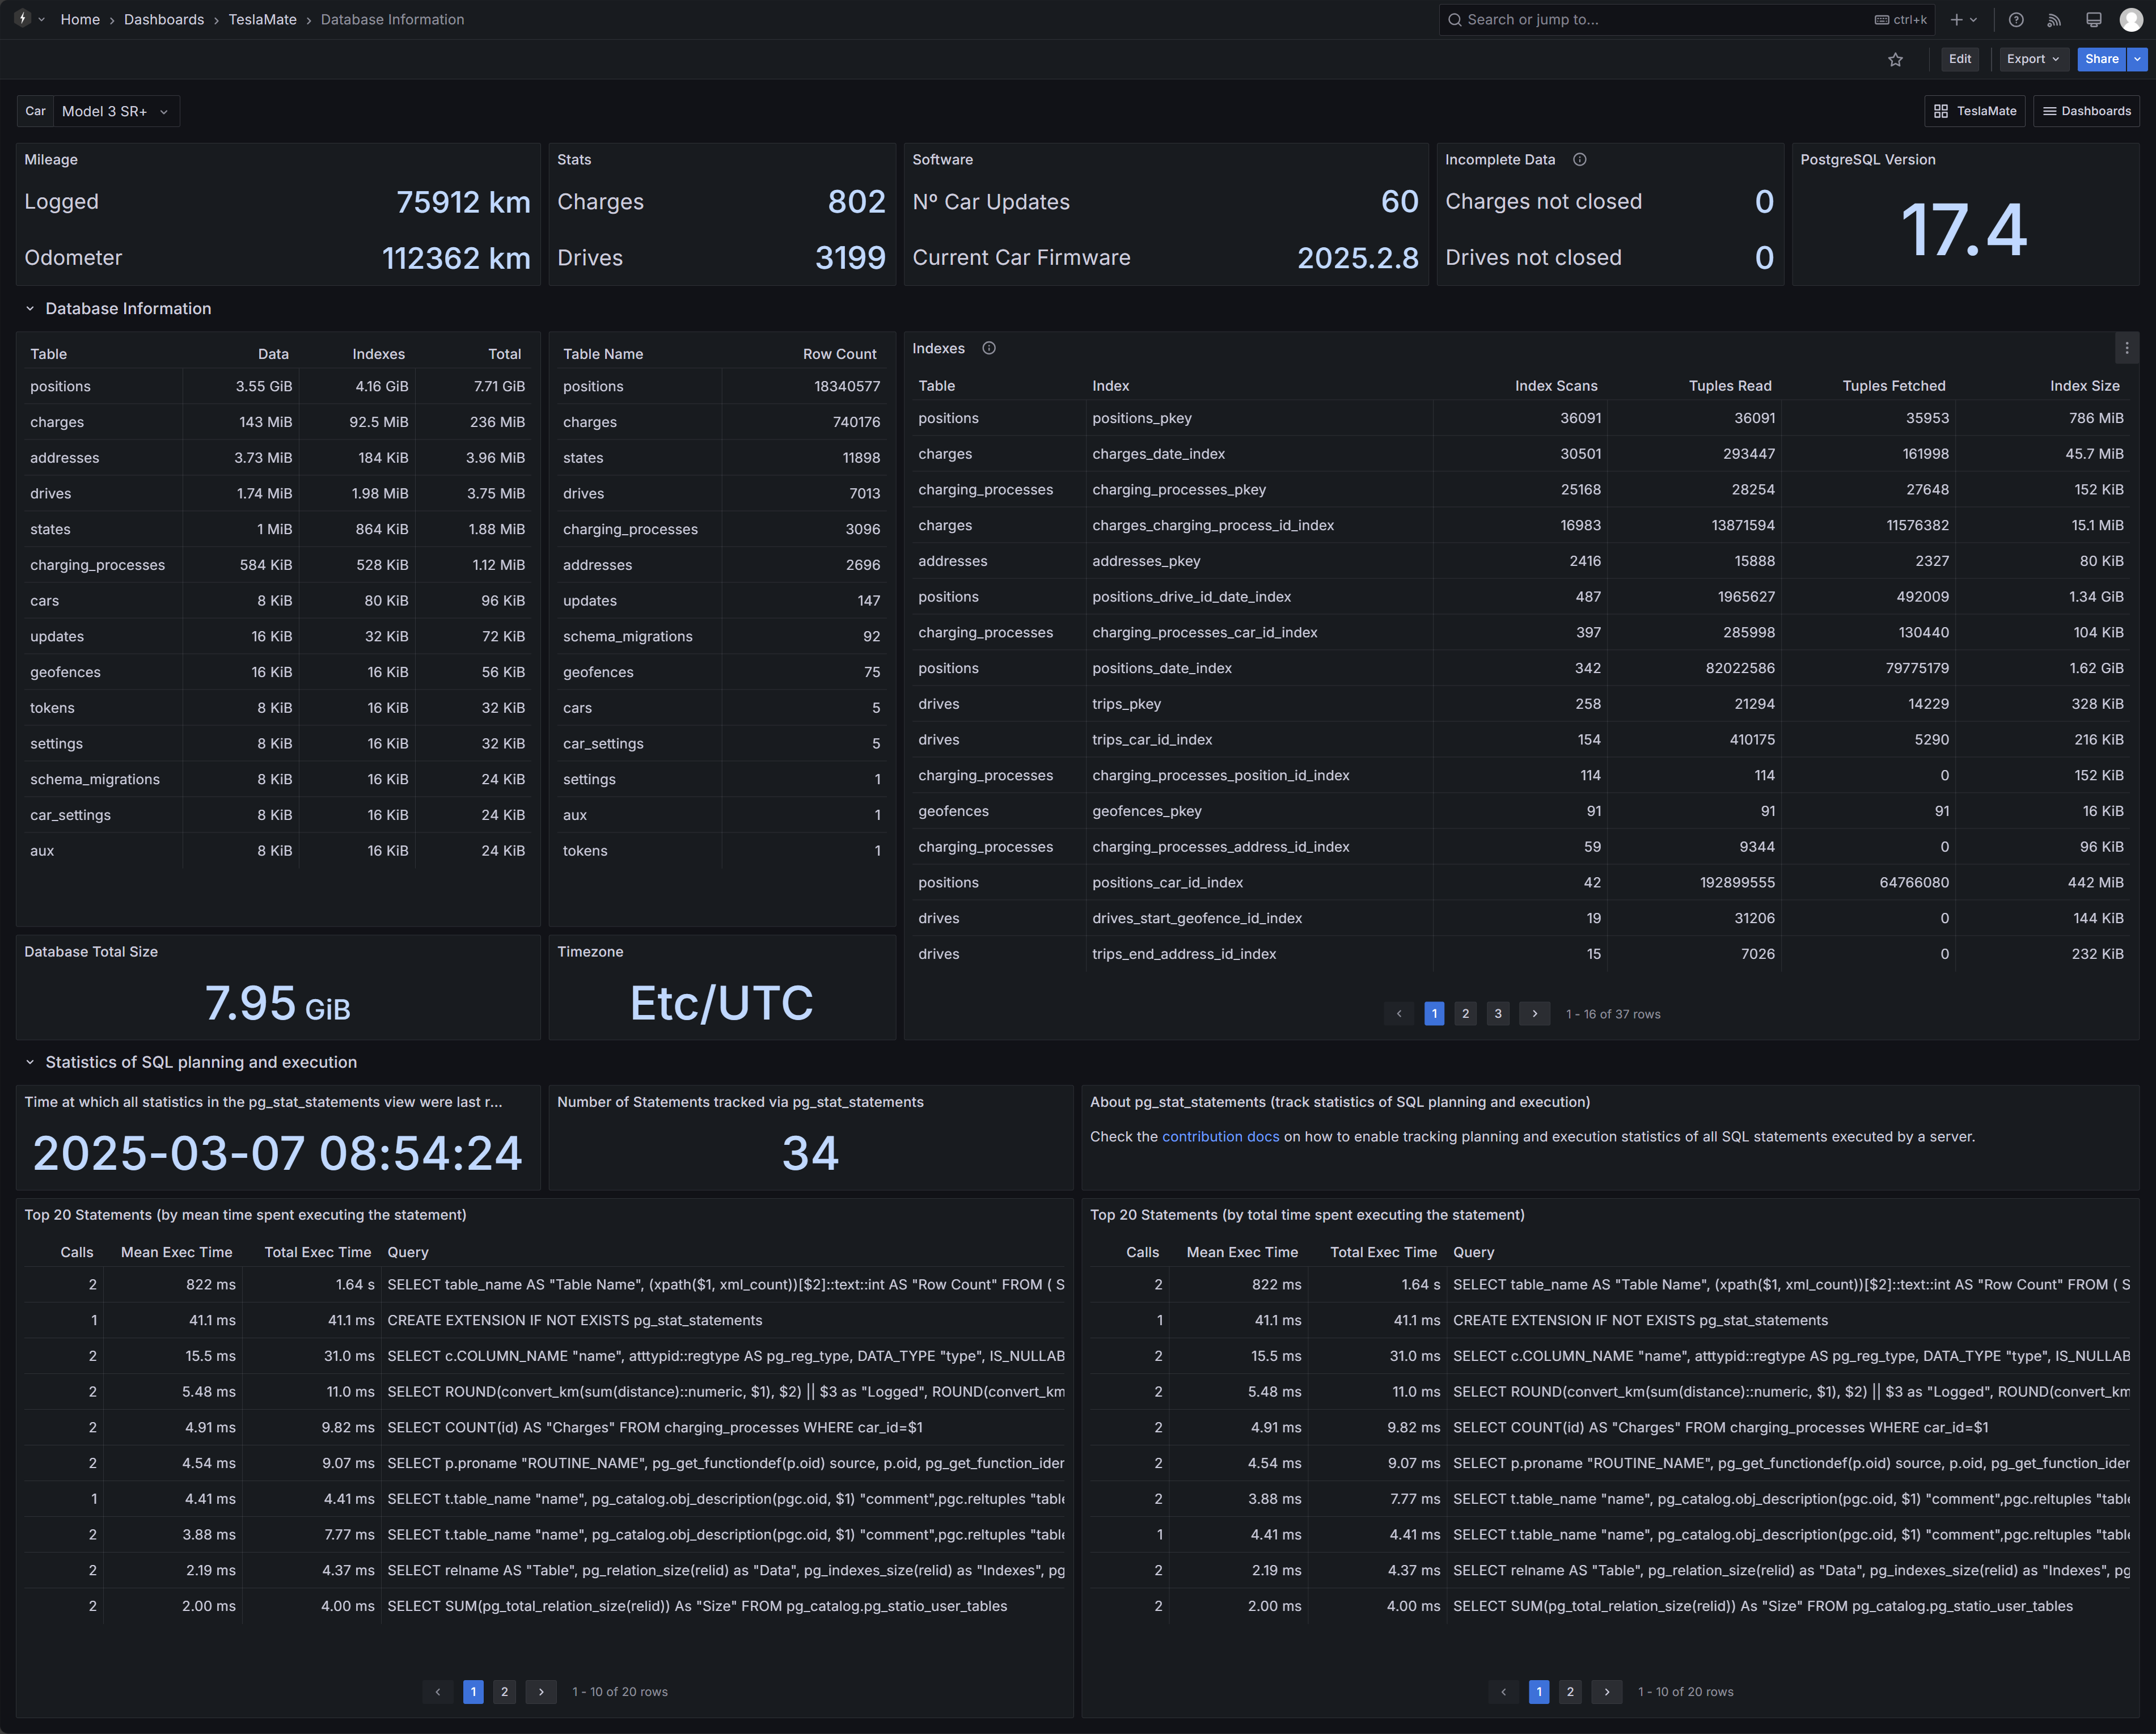 Home › Dashboards › TeslaMate › Database Information
Search or jump to...
ctrl+k
Edit
Export
Share
Car
Model 3 SR+
TeslaMate
Dashboards
Mileage
Logged 75912 km
Odometer 112362 km
Stats
Charges 802
Drives 3199
Software
Nº Car Updates 60
Current Car Firmware 2025.2.8
Incomplete Data
Charges not closed 0
Drives not closed 0
PostgreSQL Version
17.4
Database Information
Table Data Indexes Total
positions 3.55 GiB 4.16 GiB 7.71 GiB
charges 143 MiB 92.5 MiB 236 MiB
addresses 3.73 MiB 184 KiB 3.96 MiB
drives 1.74 MiB 1.98 MiB 3.75 MiB
states 1 MiB 864 KiB 1.88 MiB
charging_processes 584 KiB 528 KiB 1.12 MiB
cars 8 KiB 80 KiB 96 KiB
updates 16 KiB 32 KiB 72 KiB
geofences 16 KiB 16 KiB 56 KiB
tokens 8 KiB 16 KiB 32 KiB
settings 8 KiB 16 KiB 32 KiB
schema_migrations 8 KiB 16 KiB 24 KiB
car_settings 8 KiB 16 KiB 24 KiB
aux 8 KiB 16 KiB 24 KiB
Table Name Row Count
positions 18340577
charges 740176
states 11898
drives 7013
charging_processes 3096
addresses 2696
updates 147
schema_migrations 92
geofences 75
cars 5
car_settings 5
settings 1
aux 1
tokens 1
Indexes
Table Index Index Scans Tuples Read Tuples Fetched Index Size
positions positions_pkey 36091 36091 35953 786 MiB
charges charges_date_index 30501 293447 161998 45.7 MiB
charging_processes charging_processes_pkey 25168 28254 27648 152 KiB
charges charges_charging_process_id_index 16983 13871594 11576382 15.1 MiB
addresses addresses_pkey 2416 15888 2327 80 KiB
positions positions_drive_id_date_index 487 1965627 492009 1.34 GiB
charging_processes charging_processes_car_id_index 397 285998 130440 104 KiB
positions positions_date_index 342 82022586 79775179 1.62 GiB
drives trips_pkey 258 21294 14229 328 KiB
drives trips_car_id_index 154 410175 5290 216 KiB
charging_processes charging_processes_position_id_index 114 114 0 152 KiB
geofences geofences_pkey 91 91 91 16 KiB
charging_processes charging_processes_address_id_index 59 9344 0 96 KiB
positions positions_car_id_index 42 192899555 64766080 442 MiB
drives drives_start_geofence_id_index 19 31206 0 144 KiB
drives trips_end_address_id_index 15 7026 0 232 KiB
1 2 3 1 - 16 of 37 rows
Database Total Size
7.95 GiB
Timezone
Etc/UTC
Statistics of SQL planning and execution
Time at which all statistics in the pg_stat_statements view were last r...
2025-03-07 08:54:24
Number of Statements tracked via pg_stat_statements
34
About pg_stat_statements (track statistics of SQL planning and execution)
Check the contribution docs on how to enable tracking planning and execution statistics of all SQL statements executed by a server.
Top 20 Statements (by mean time spent executing the statement)
Calls Mean Exec Time Total Exec Time Query
2 822 ms 1.64 s SELECT table_name AS "Table Name", (xpath($1, xml_count))[$2]::text::int AS "Row Count" FROM ( S
1 41.1 ms 41.1 ms CREATE EXTENSION IF NOT EXISTS pg_stat_statements
2 15.5 ms 31.0 ms SELECT c.COLUMN_NAME "name", atttypid::regtype AS pg_reg_type, DATA_TYPE "type", IS_NULLAB
2 5.48 ms 11.0 ms SELECT ROUND(convert_km(sum(distance)::numeric, $1), $2) || $3 as "Logged", ROUND(convert_km
2 4.91 ms 9.82 ms SELECT COUNT(id) AS "Charges" FROM charging_processes WHERE car_id=$1
2 4.54 ms 9.07 ms SELECT p.proname "ROUTINE_NAME", pg_get_functiondef(p.oid) source, p.oid, pg_get_function_iden
1 4.41 ms 4.41 ms SELECT t.table_name "name", pg_catalog.obj_description(pgc.oid, $1) "comment",pgc.reltuples "table
2 3.88 ms 7.77 ms SELECT t.table_name "name", pg_catalog.obj_description(pgc.oid, $1) "comment",pgc.reltuples "table
2 2.19 ms 4.37 ms SELECT relname AS "Table", pg_relation_size(relid) as "Data", pg_indexes_size(relid) as "Indexes", pg
2 2.00 ms 4.00 ms SELECT SUM(pg_total_relation_size(relid)) As "Size" FROM pg_catalog.pg_statio_user_tables
1 2 1 - 10 of 20 rows
Top 20 Statements (by total time spent executing the statement)
Calls Mean Exec Time Total Exec Time Query
2 822 ms 1.64 s SELECT table_name AS "Table Name", (xpath($1, xml_count))[$2]::text::int AS "Row Count" FROM ( S
1 41.1 ms 41.1 ms CREATE EXTENSION IF NOT EXISTS pg_stat_statements
2 15.5 ms 31.0 ms SELECT c.COLUMN_NAME "name", atttypid::regtype AS pg_reg_type, DATA_TYPE "type", IS_NULLAB
2 5.48 ms 11.0 ms SELECT ROUND(convert_km(sum(distance)::numeric, $1), $2) || $3 as "Logged", ROUND(convert_km
2 4.91 ms 9.82 ms SELECT COUNT(id) AS "Charges" FROM charging_processes WHERE car_id=$1
2 4.54 ms 9.07 ms SELECT p.proname "ROUTINE_NAME", pg_get_functiondef(p.oid) source, p.oid, pg_get_function_iden
2 3.88 ms 7.77 ms SELECT t.table_name "name", pg_catalog.obj_description(pgc.oid, $1) "comment",pgc.reltuples "table
1 4.41 ms 4.41 ms SELECT t.table_name "name", pg_catalog.obj_description(pgc.oid, $1) "comment",pgc.reltuples "table
2 2.19 ms 4.37 ms SELECT relname AS "Table", pg_relation_size(relid) as "Data", pg_indexes_size(relid) as "Indexes", pg
2 2.00 ms 4.00 ms SELECT SUM(pg_total_relation_size(relid)) As "Size" FROM pg_catalog.pg_statio_user_tables
1 2 1 - 10 of 20 rows